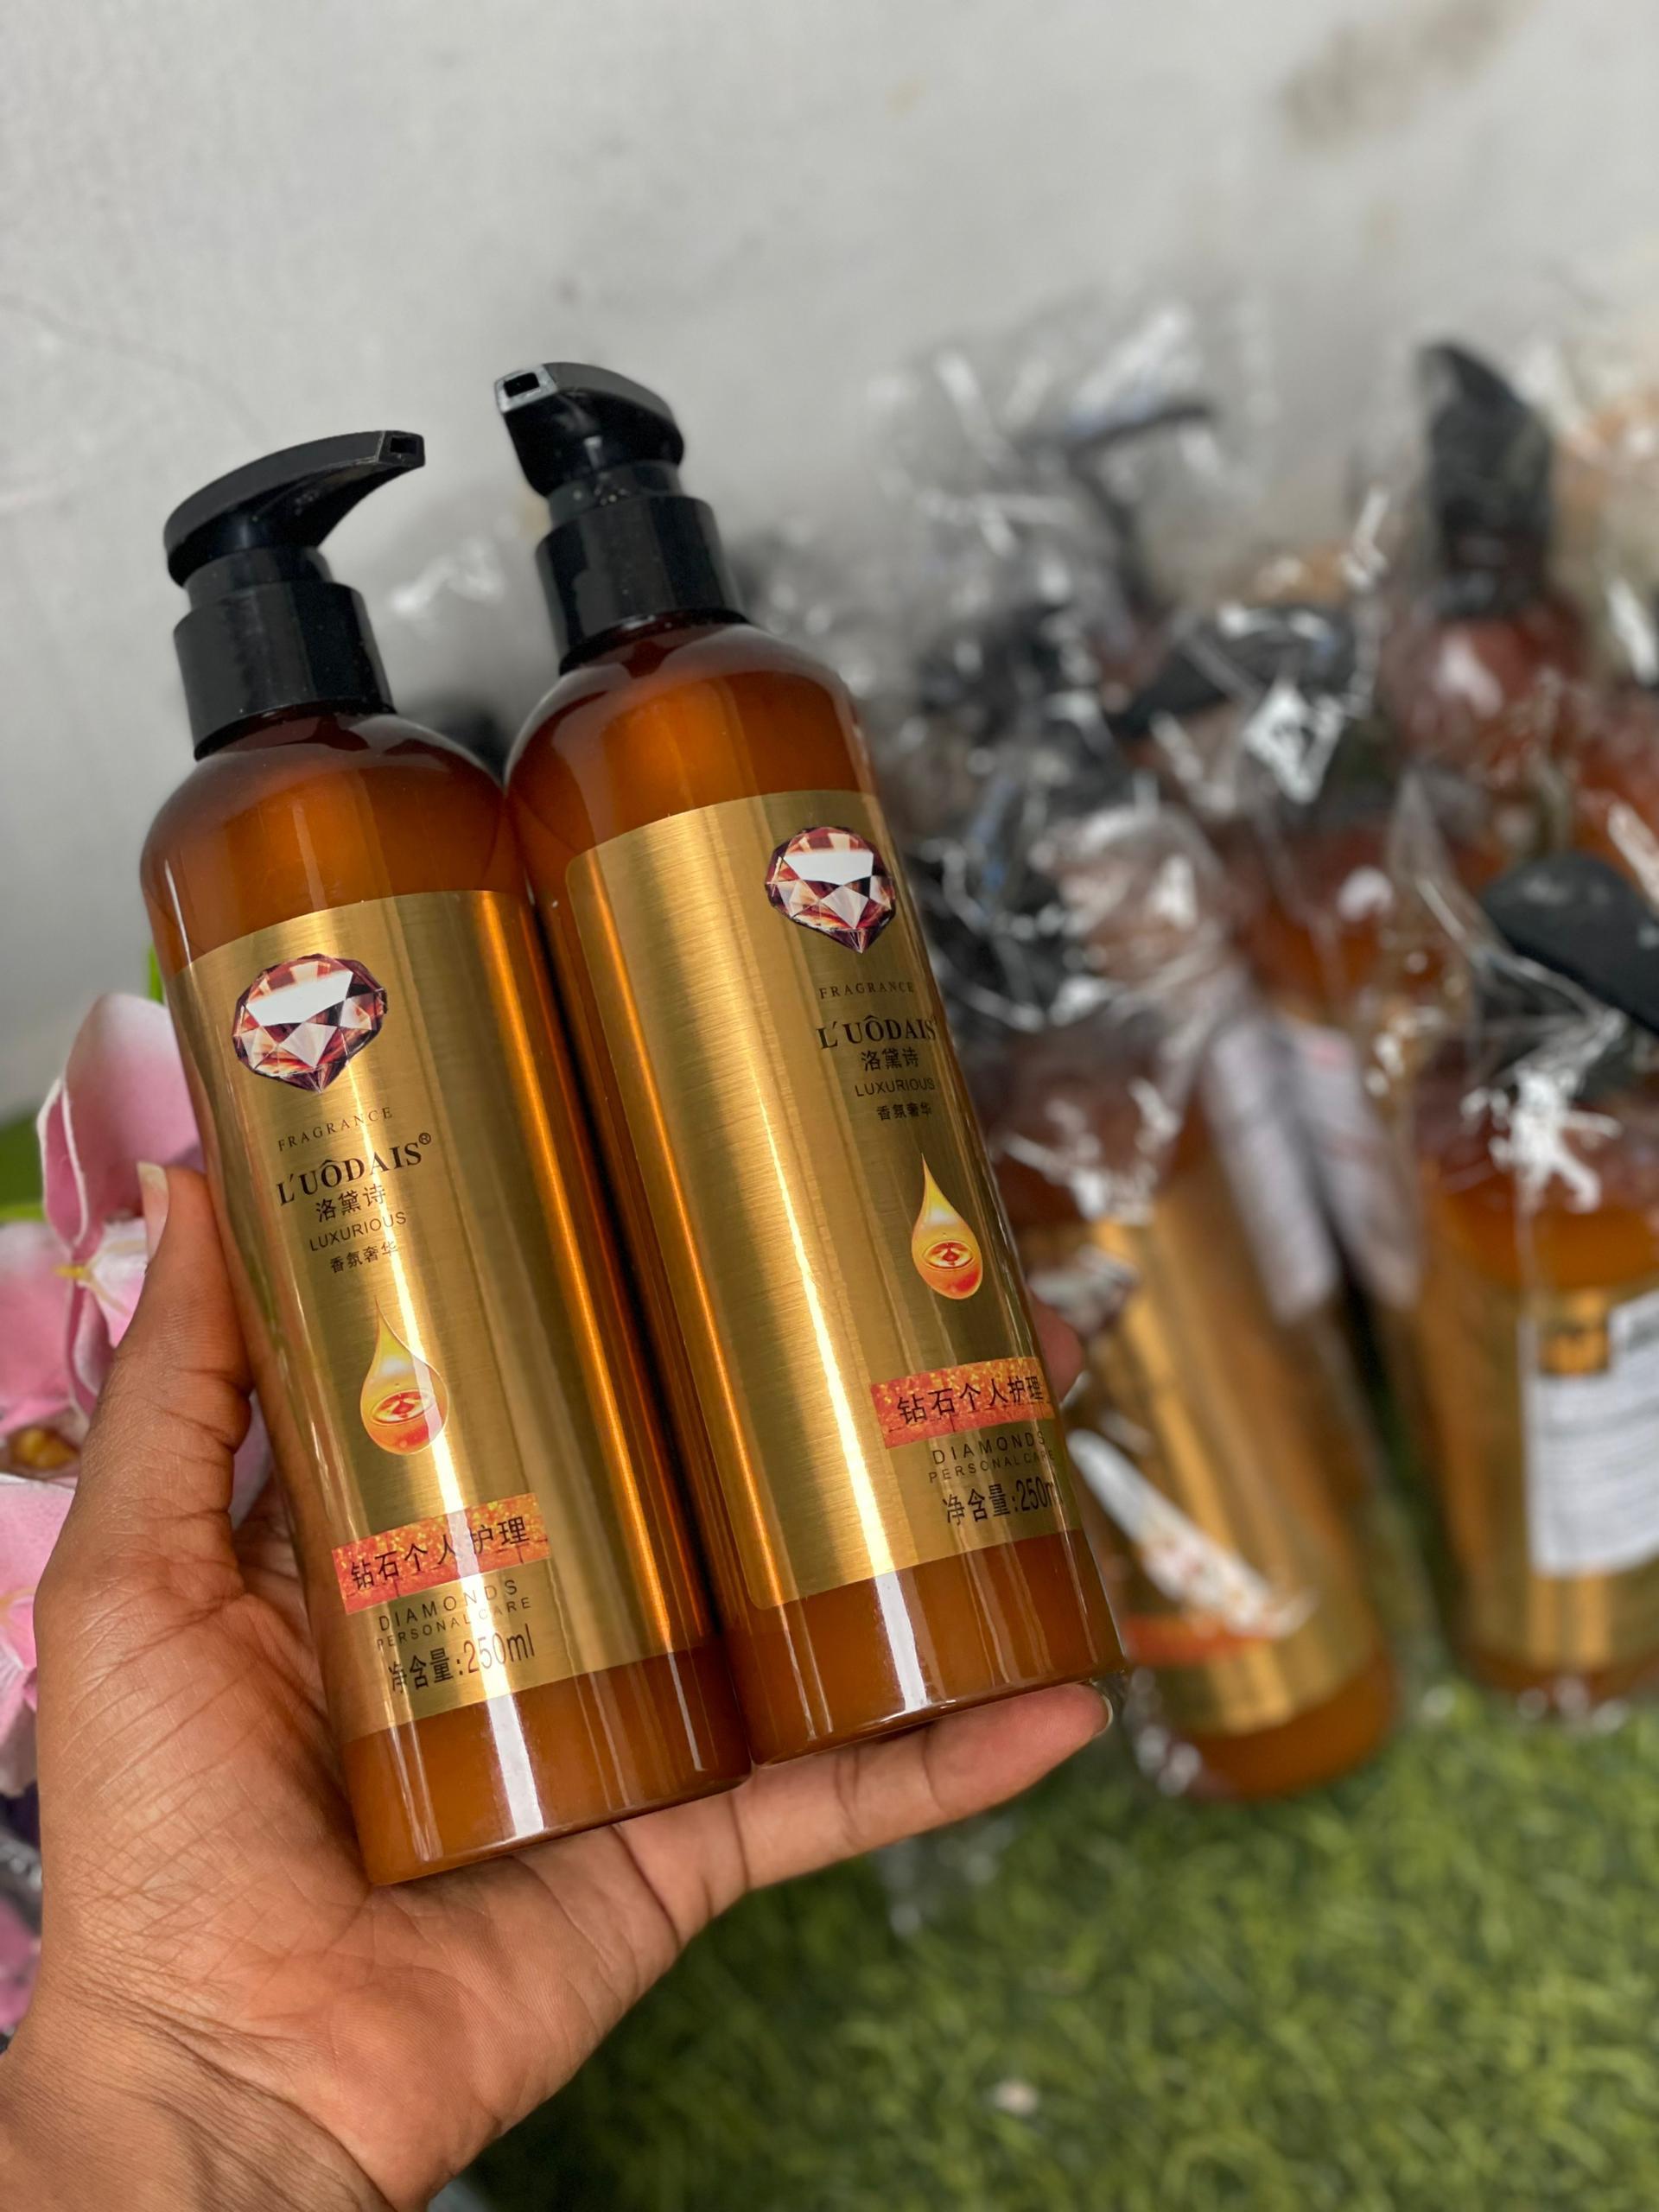 FRAGRANCE
L'UÔDAIS®
洛黛诗
LUXURIOUS
香氛奢华
钻石个人护理
DIAMONDS
PERSONAL CARE
净含量:250ml
FRAGRANCE
L'UÔDAIS
洛黛诗
LUXURIOUS
香氛奢华
钻石个人护理
DIAMONDS
PERSONAL CARE
净含量:250m